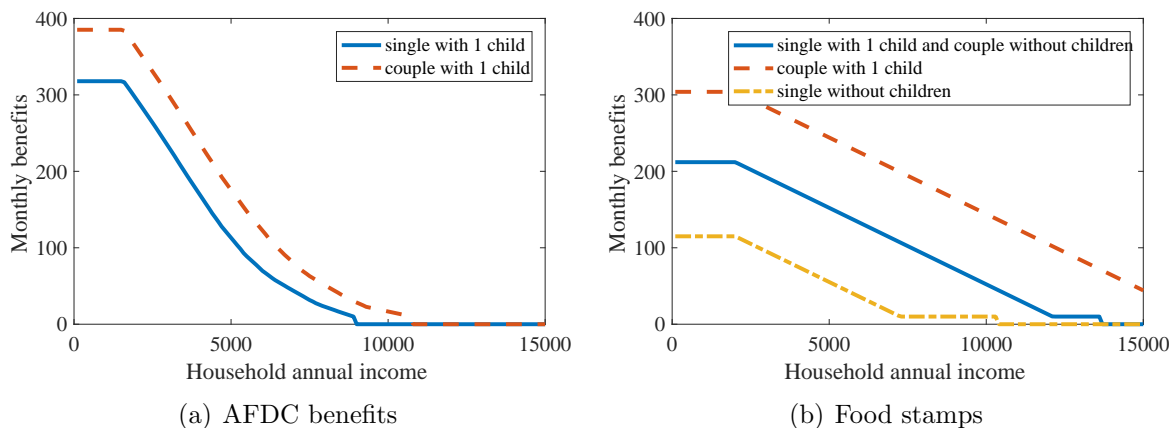 400
300
200
100
0
Monthly benefits
single with 1 child
couple with 1 child
0 5000 10000 15000
Household annual income
(a) AFDC benefits
400
300
200
100
0
Monthly benefits
single with 1 child and couple without children
couple with 1 child
single without children
0 5000 10000 15000
Household annual income
(b) Food stamps